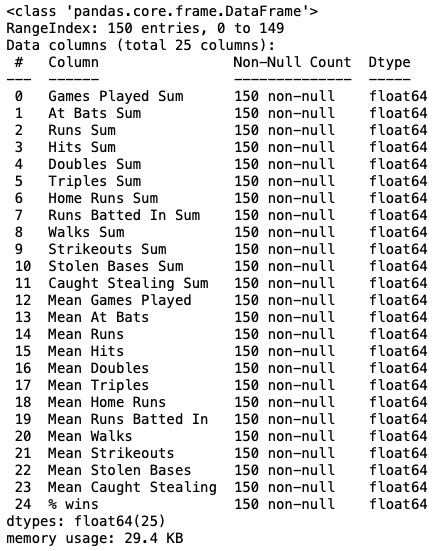 <class 'pandas.core.frame.DataFrame'>
RangeIndex: 150 entries, 0 to 149
Data columns (total 25 columns):
 #   Column               Non-Null Count  Dtype
---  ------               --------------  -----
 0   Games Played Sum     150 non-null    float64
 1   At Bats Sum          150 non-null    float64
 2   Runs Sum             150 non-null    float64
 3   Hits Sum             150 non-null    float64
 4   Doubles Sum          150 non-null    float64
 5   Triples Sum          150 non-null    float64
 6   Home Runs Sum        150 non-null    float64
 7   Runs Batted In Sum   150 non-null    float64
 8   Walks Sum            150 non-null    float64
 9   Strikeouts Sum       150 non-null    float64
 10  Stolen Bases Sum     150 non-null    float64
 11  Caught Stealing Sum  150 non-null    float64
 12  Mean Games Played    150 non-null    float64
 13  Mean At Bats         150 non-null    float64
 14  Mean Runs            150 non-null    float64
 15  Mean Hits            150 non-null    float64
 16  Mean Doubles         150 non-null    float64
 17  Mean Triples         150 non-null    float64
 18  Mean Home Runs       150 non-null    float64
 19  Mean Runs Batted In  150 non-null    float64
 20  Mean Walks           150 non-null    float64
 21  Mean Strikeouts      150 non-null    float64
 22  Mean Stolen Bases    150 non-null    float64
 23  Mean Caught Stealing 150 non-null    float64
 24  % wins               150 non-null    float64
dtypes: float64(25)
memory usage: 29.4 KB